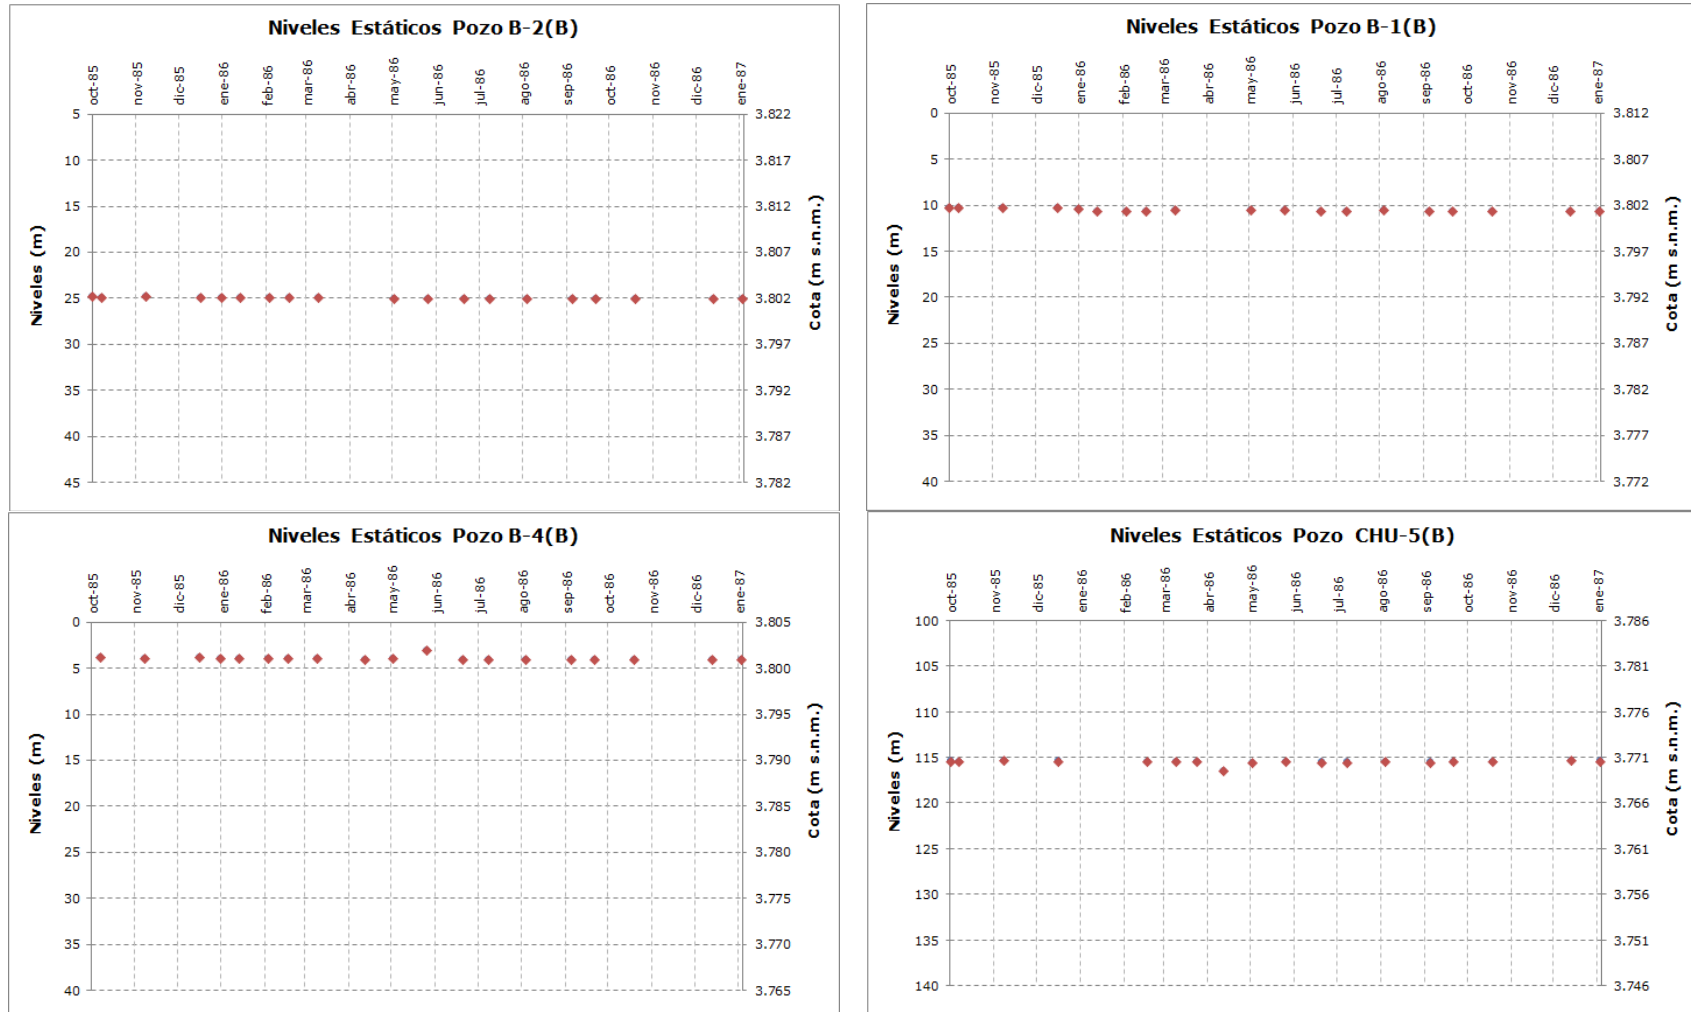 Niveles Estáticos Pozo B-2(B)
oct-85 nov-85 dic-85 ene-86 feb-86 mar-86 abr-86 may-86 jun-86 jul-86 ago-86 sep-86 oct-86 nov-86 dic-86 ene-87
5 3.822
10 3.817
15 3.812
20 3.807
25 3.802
30 3.797
35 3.792
40 3.787
45 3.782
Niveles (m)
Cota (m s.n.m.)
Niveles Estáticos Pozo B-1(B)
oct-85 nov-85 dic-85 ene-86 feb-86 mar-86 abr-86 may-86 jun-86 jul-86 ago-86 sep-86 oct-86 nov-86 dic-86 ene-87
0 3.812
5 3.807
10 3.802
15 3.797
20 3.792
25 3.787
30 3.782
35 3.777
40 3.772
Niveles (m)
Cota (m s.n.m.)
Niveles Estáticos Pozo B-4(B)
oct-85 nov-85 dic-85 ene-86 feb-86 mar-86 abr-86 may-86 jun-86 jul-86 ago-86 sep-86 oct-86 nov-86 dic-86 ene-87
0 3.805
5 3.800
10 3.795
15 3.790
20 3.785
25 3.780
30 3.775
35 3.770
40 3.765
Niveles (m)
Cota (m s.n.m.)
Niveles Estáticos Pozo CHU-5(B)
oct-85 nov-85 dic-85 ene-86 feb-86 mar-86 abr-86 may-86 jun-86 jul-86 ago-86 sep-86 oct-86 nov-86 dic-86 ene-87
100 3.786
105 3.781
110 3.776
115 3.771
120 3.766
125 3.761
130 3.756
135 3.751
140 3.746
Niveles (m)
Cota (m s.n.m.)